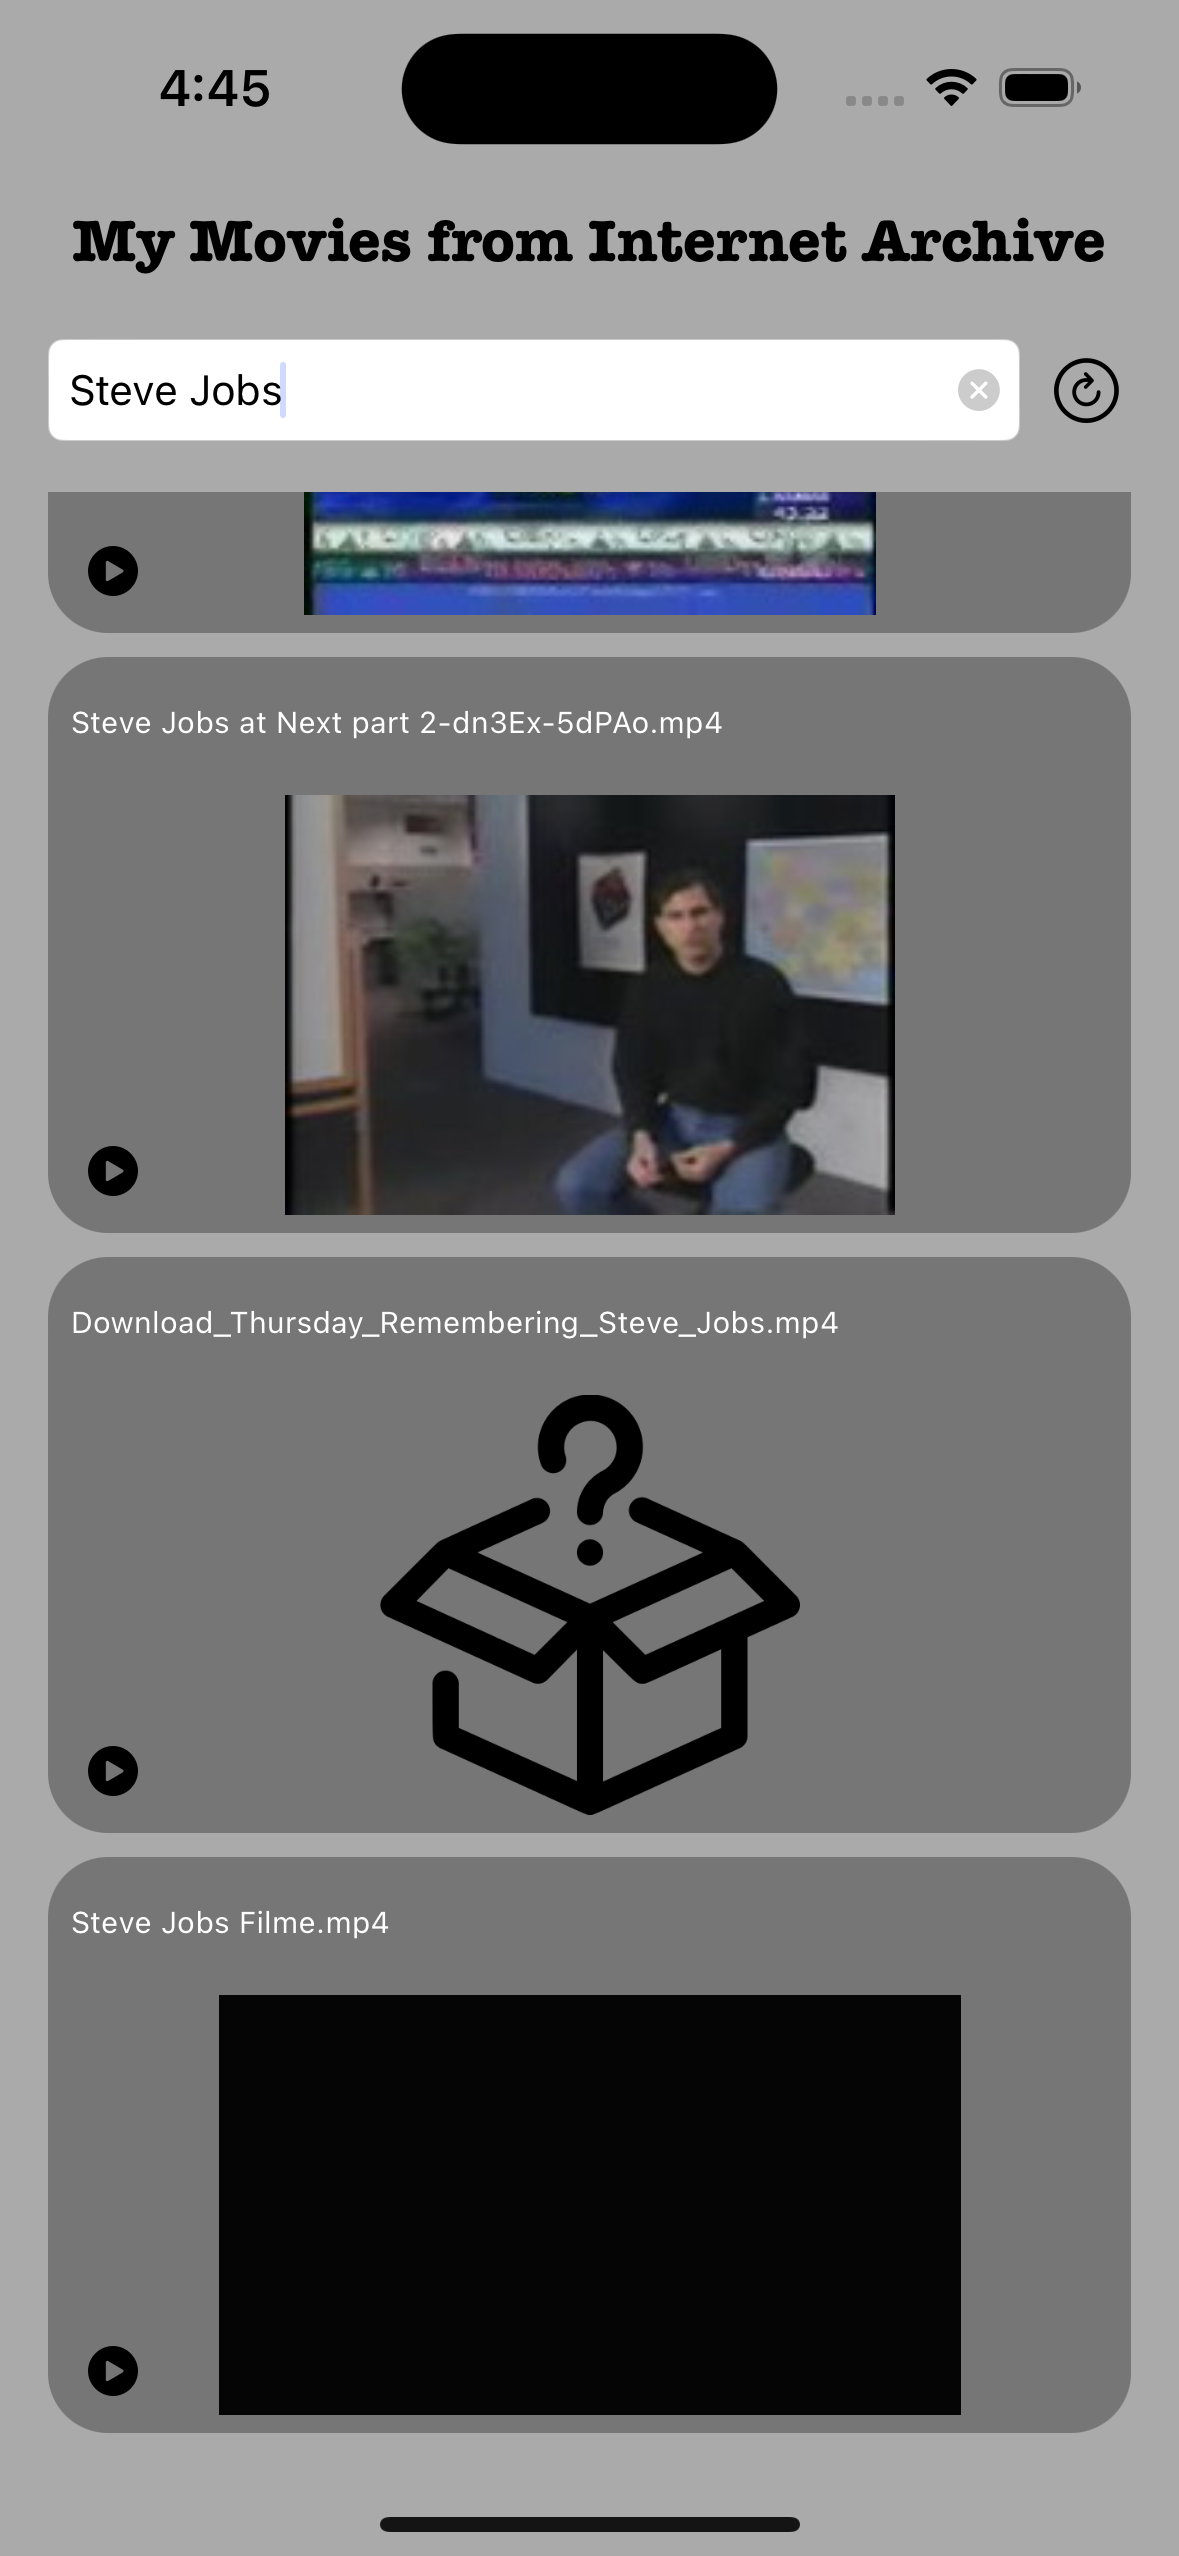 4:45
My Movies from Internet Archive
Steve Jobs
Steve Jobs at Next part 2-dn3Ex-5dPAo.mp4
Download_Thursday_Remembering_Steve_Jobs.mp4
Steve Jobs Filme.mp4